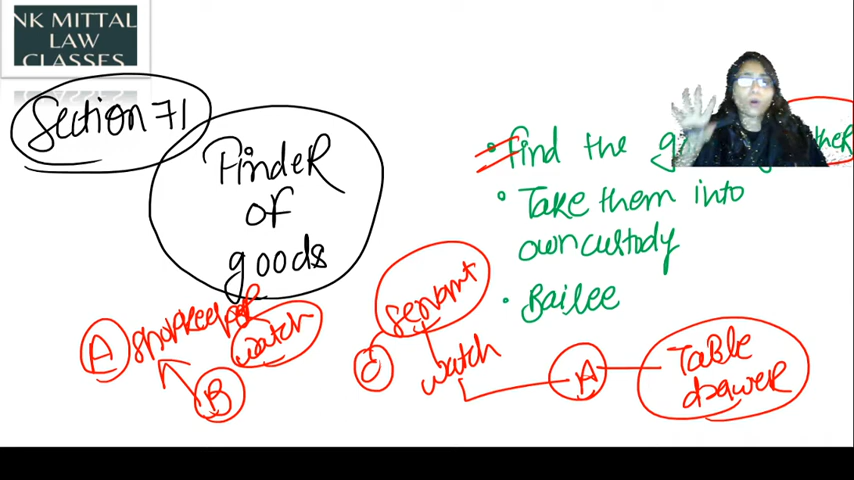 NK MITTAL
LAW
CLASSES
Section 71
FindeR
of
goods
• Find the
• Take them into
own custody
• Bailee
A shopkeeper
watch
B
servant
C
watch
A
Table
drawer